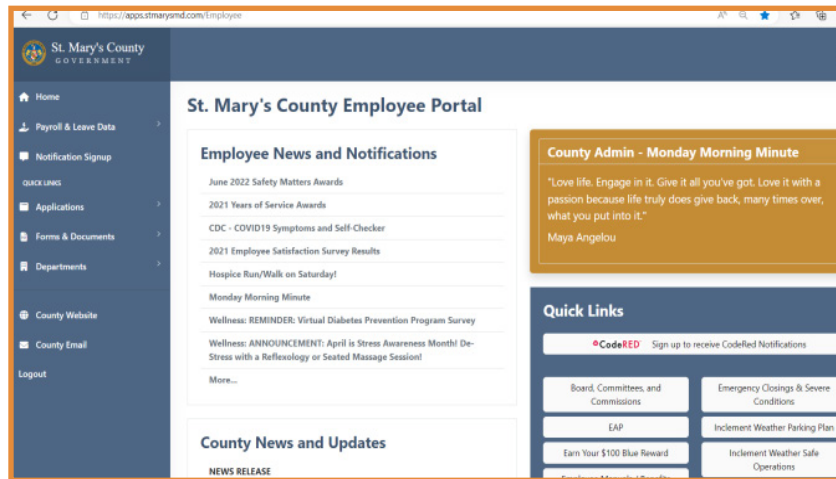 https://apps.stmarysmd.com/Employee
St. Mary's County
GOVERNMENT
Home
Payroll & Leave Data
Notification Signup
QUICK LINKS
Applications
Forms & Documents
Departments
County Website
County Email
Logout
St. Mary's County Employee Portal
Employee News and Notifications
June 2022 Safety Matters Awards
2021 Years of Service Awards
CDC - COVID19 Symptoms and Self-Checker
2021 Employee Satisfaction Survey Results
Hospice Run/Walk on Saturday!
Monday Morning Minute
Wellness: REMINDER: Virtual Diabetes Prevention Program Survey
Wellness: ANNOUNCEMENT: April is Stress Awareness Month! De-
Stress with a Reflexology or Seated Massage Session!
More...
County News and Updates
NEWS RELEASE
County Admin - Monday Morning Minute
"Love life. Engage in it. Give it all you've got. Love it with a
passion because life truly does give back, many times over,
what you put into it."
Maya Angelou
Quick Links
CodeRED Sign up to receive CodeRed Notifications
Board, Committees, and
Commissions
Emergency Closings & Severe
Conditions
EAP
Inclement Weather Parking Plan
Earn Your $100 Blue Reward
Inclement Weather Safe
Operations